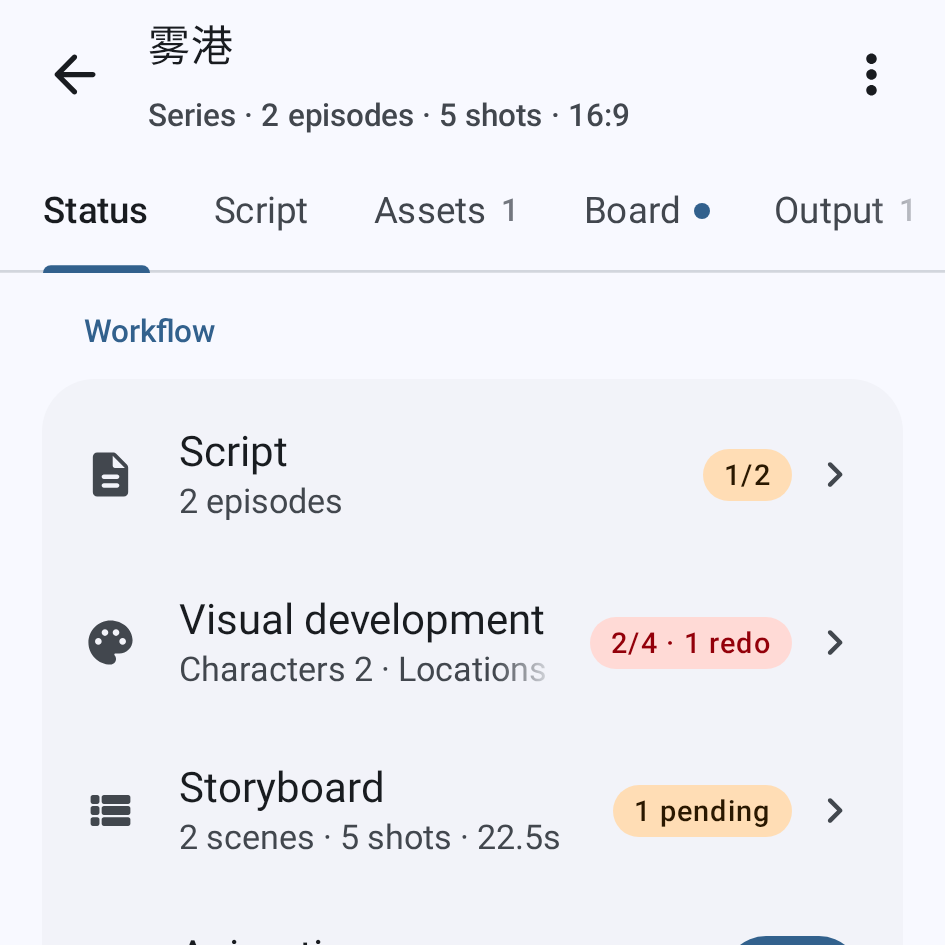 雾港
Series · 2 episodes · 5 shots · 16:9
Status Script Assets 1 Board Output 1
Workflow
Script
2 episodes
1/2
Visual development
Characters 2 · Locations
2/4 · 1 redo
Storyboard
2 scenes · 5 shots · 22.5s
1 pending